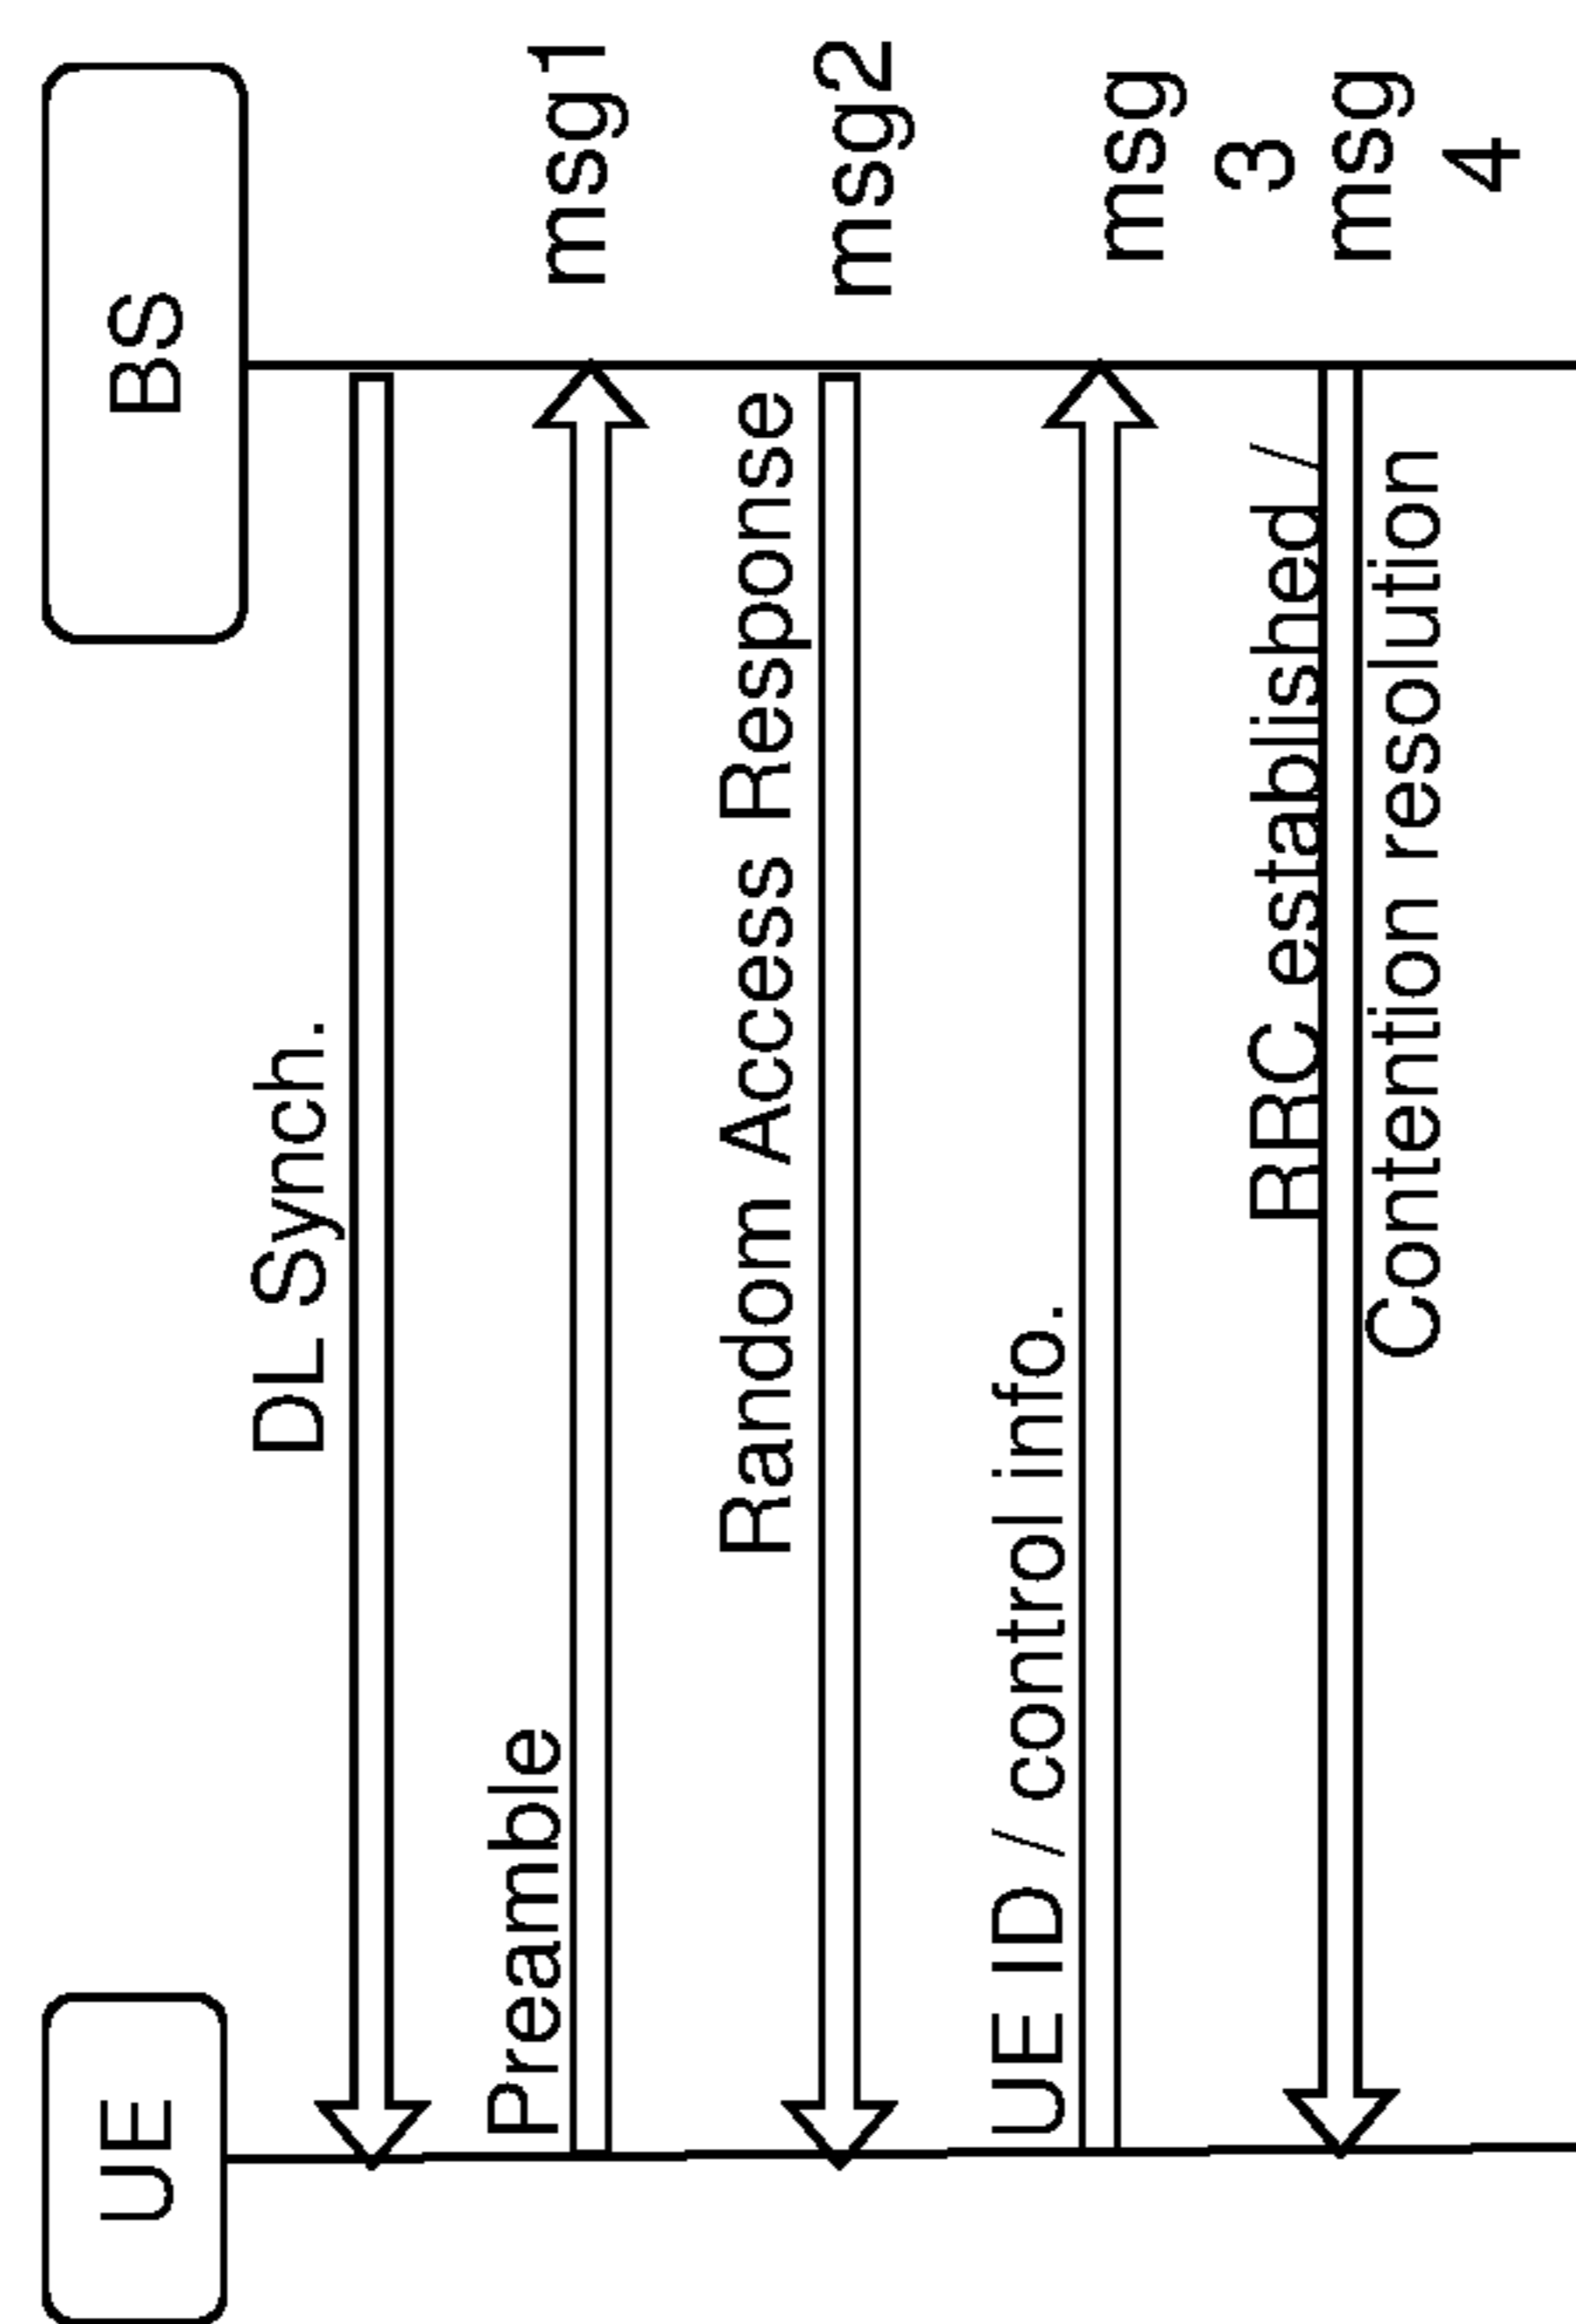 UE
BS
DL Synch.
Preamble
msg1
Random Access Response
msg2
UE ID / control info.
msg
3
RRC established /
Contention resolution
msg
4